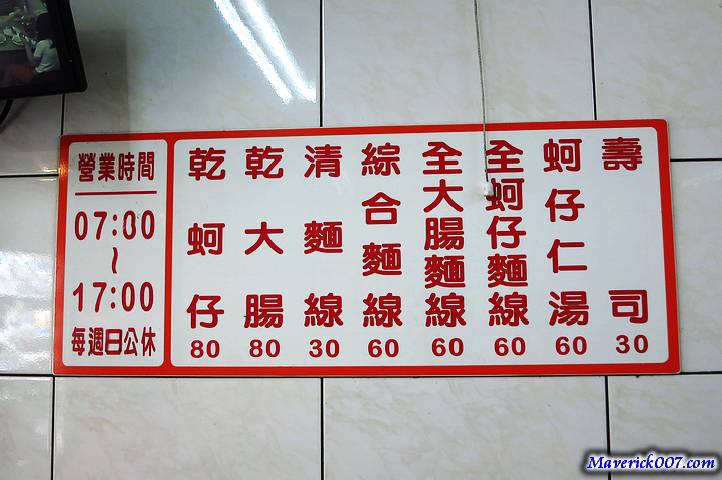 營業時間
07:00
~
17:00
每週日公休
壽司 30
蚵仔仁湯 60
全蚵仔麵線 60
全大腸麵線 60
綜合麵線 60
清麵線 30
乾大腸 80
乾蚵仔 80
Maverick007.com